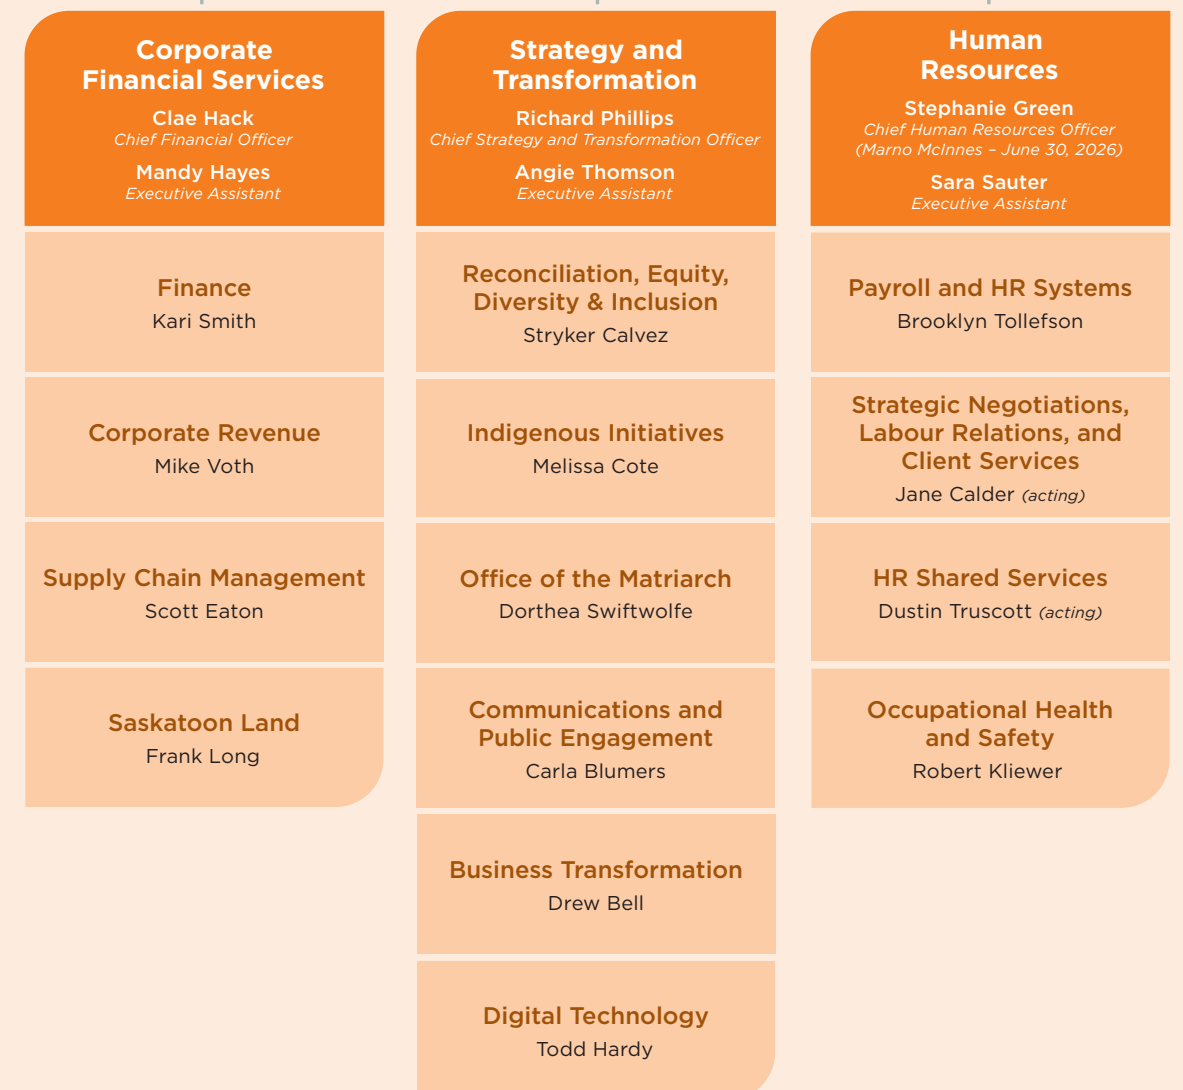 Corporate
Financial Services
Clae Hack
Chief Financial Officer
Mandy Hayes
Executive Assistant
Finance
Kari Smith
Corporate Revenue
Mike Voth
Supply Chain Management
Scott Eaton
Saskatoon Land
Frank Long
Strategy and
Transformation
Richard Phillips
Chief Strategy and Transformation Officer
Angie Thomson
Executive Assistant
Reconciliation, Equity,
Diversity & Inclusion
Stryker Calvez
Indigenous Initiatives
Melissa Cote
Office of the Matriarch
Dorthea Swiftwolfe
Communications and
Public Engagement
Carla Blumers
Business Transformation
Drew Bell
Digital Technology
Todd Hardy
Human
Resources
Stephanie Green
Chief Human Resources Officer
(Marno McInnes – June 30, 2026)
Sara Sauter
Executive Assistant
Payroll and HR Systems
Brooklyn Tollefson
Strategic Negotiations,
Labour Relations, and
Client Services
Jane Calder (acting)
HR Shared Services
Dustin Truscott (acting)
Occupational Health
and Safety
Robert Kliewer